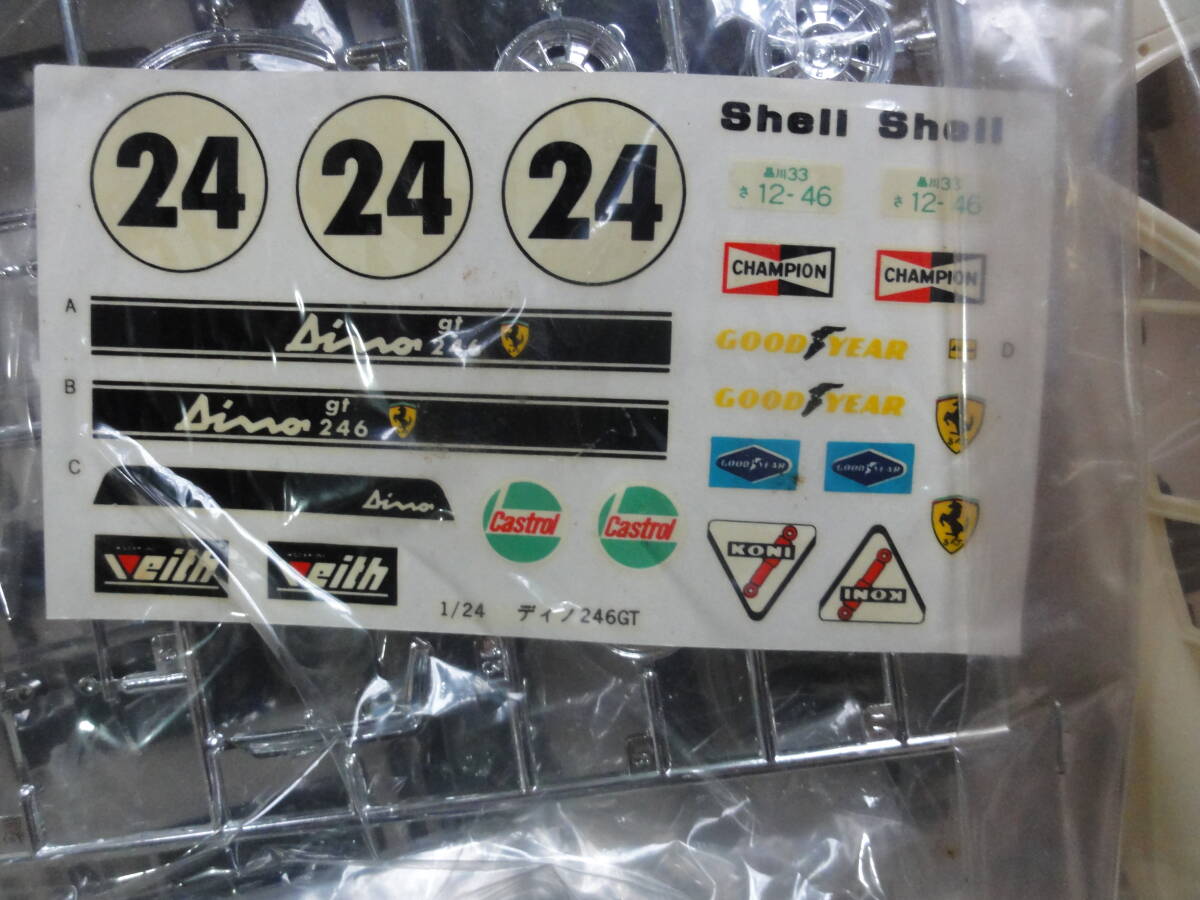 24
24
24
Shell Shell
品川33
さ 12-46
品川33
さ 12-46
CHAMPION
CHAMPION
A
Dino gt 246
GOOD YEAR
D
B
Dino gt 246
GOOD YEAR
C
Dino
GOOD YEAR
GOOD YEAR
Castrol
Castrol
Veith
Veith
KONI
KONI
1/24 ディノ246GT